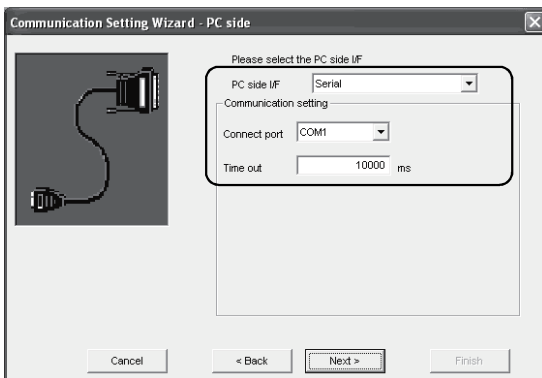 Communication Setting Wizard - PC side
Please select the PC side I/F
PC side I/F Serial
Communication setting
Connect port COM1
Time out 10000 ms
Cancel < Back Next > Finish